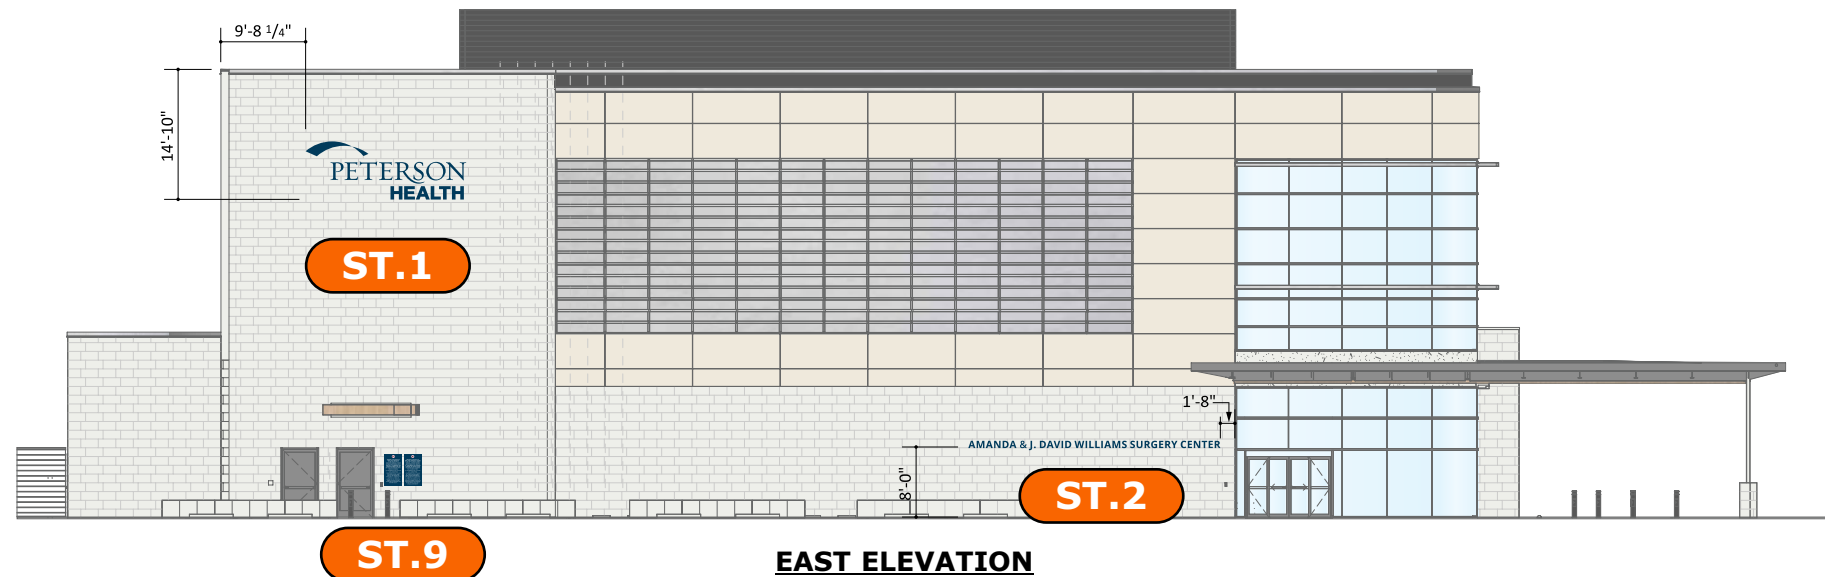 9'-8 1/4"
14'-10"
PETERSON
HEALTH
ST.1
1'-8"
AMANDA & J. DAVID WILLIAMS SURGERY CENTER
8'-0"
ST.2
ST.9
EAST ELEVATION